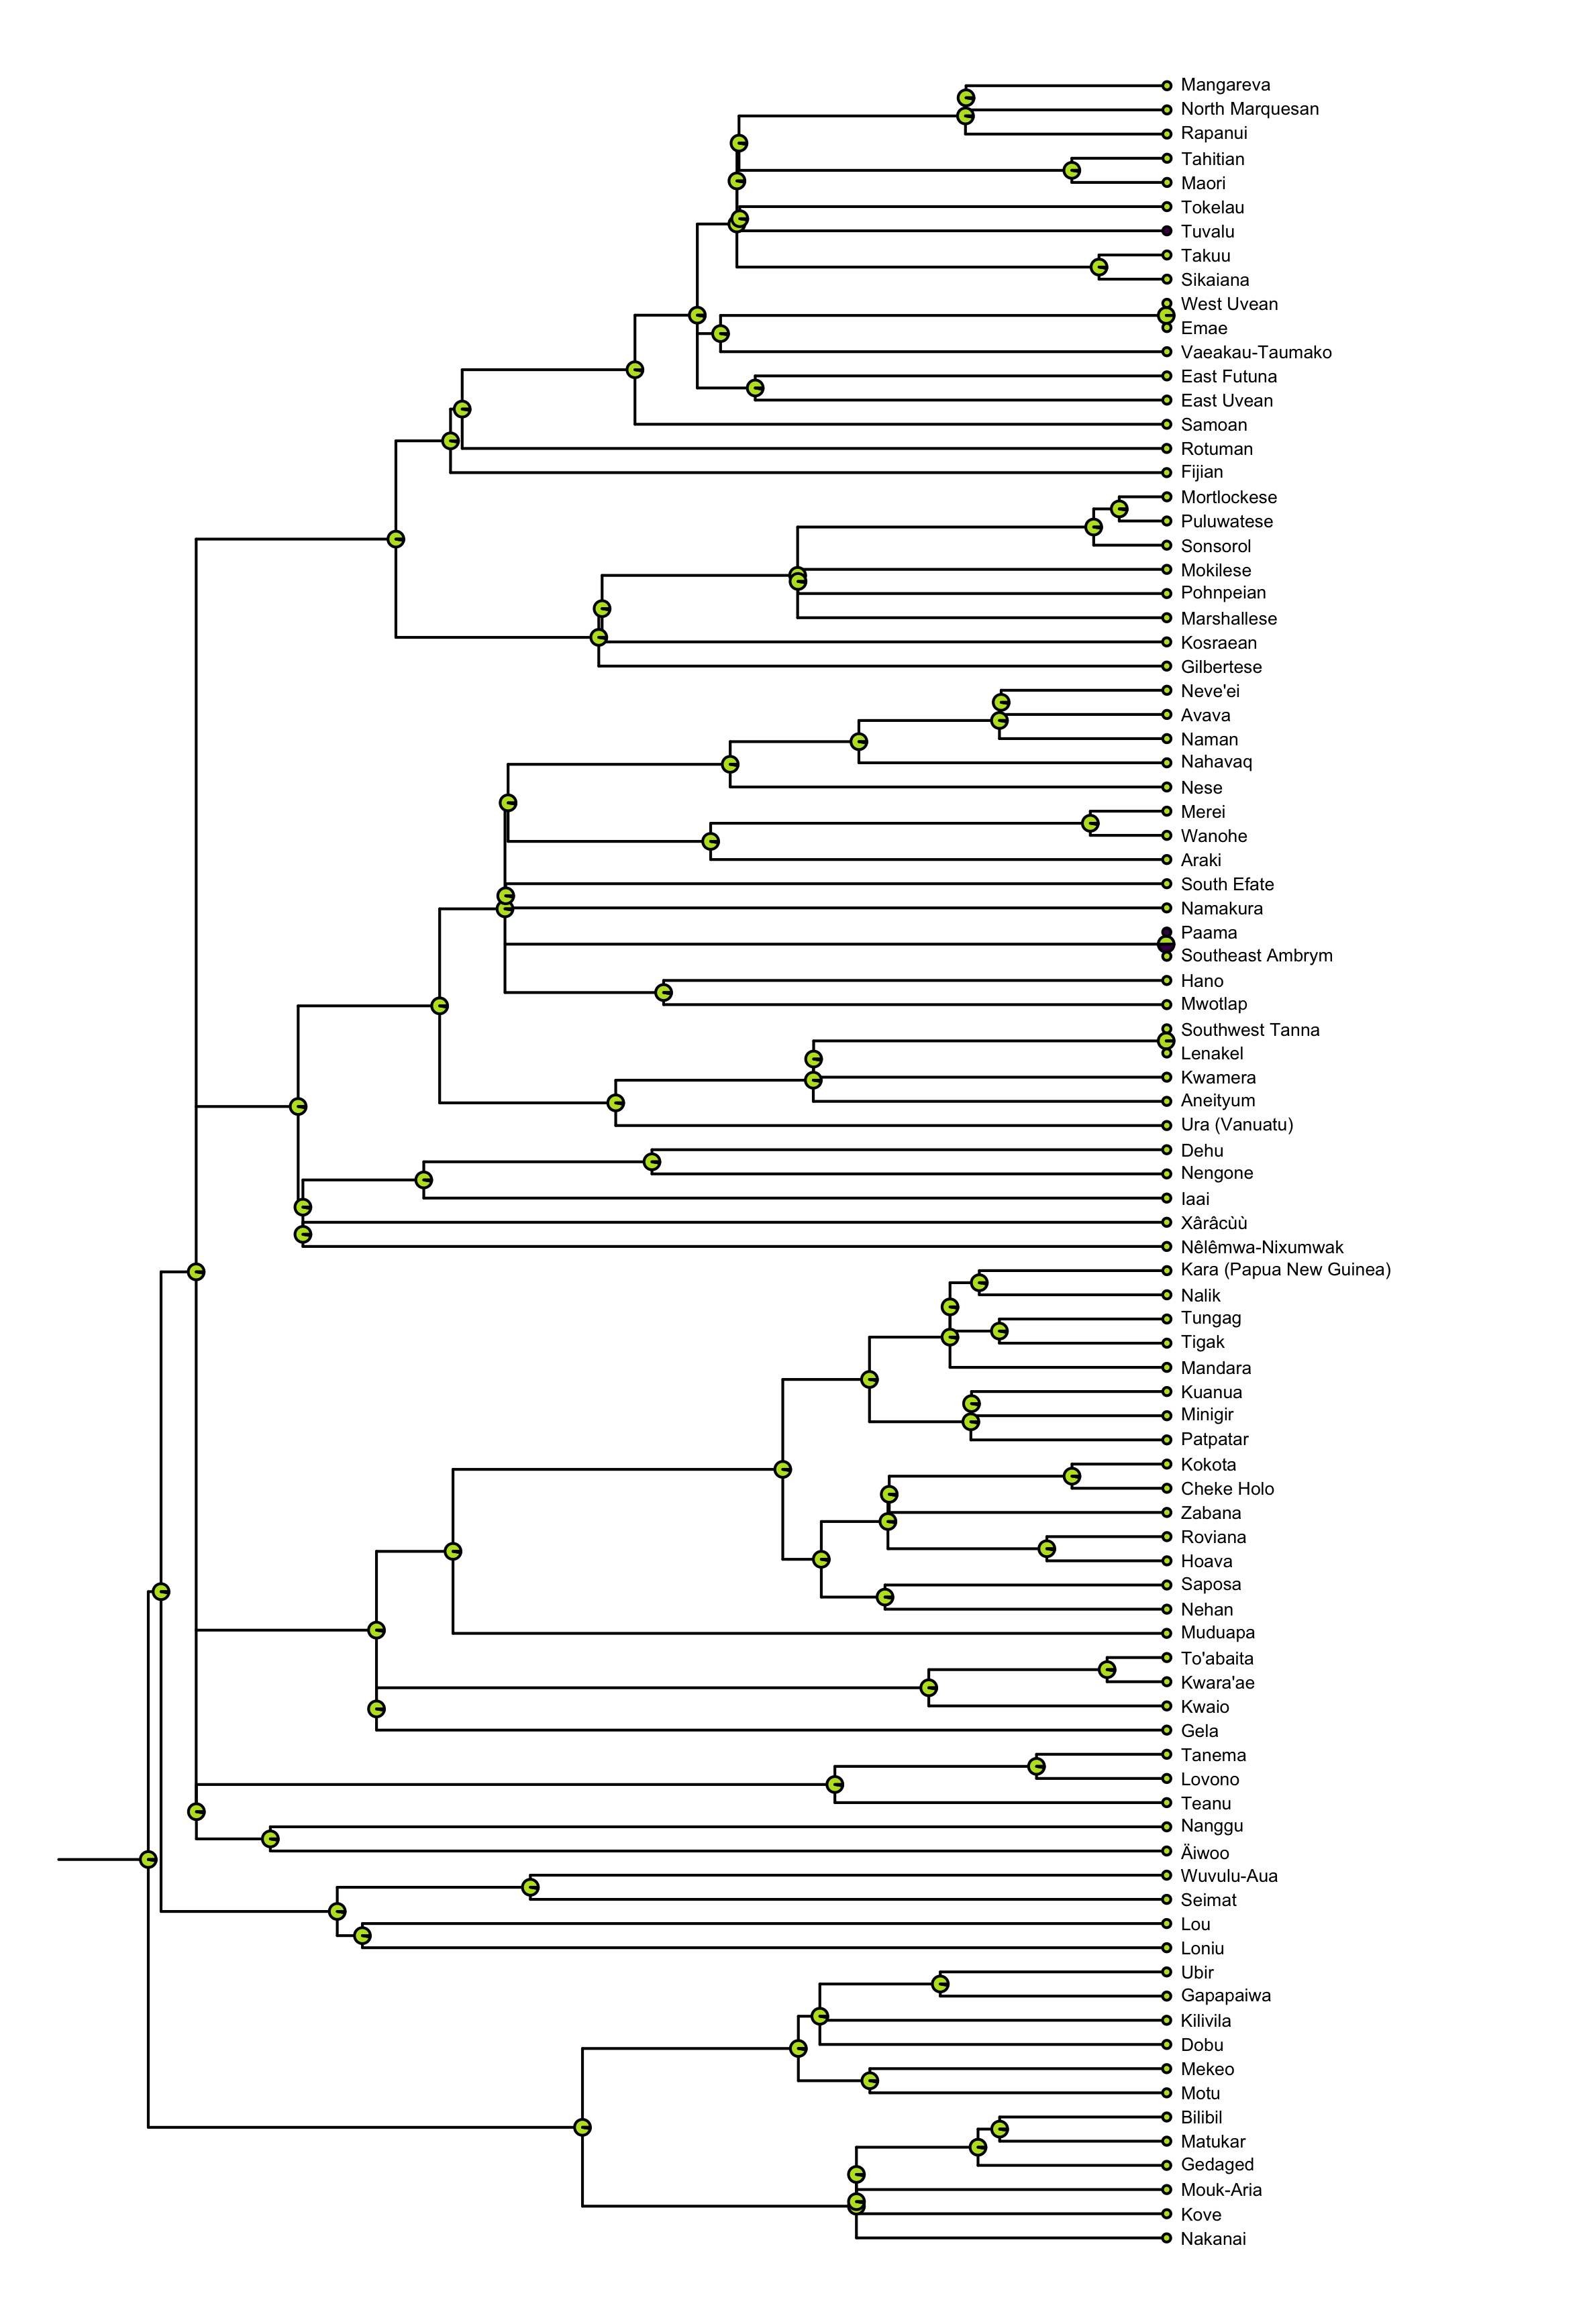 Mangareva
North Marquesan
Rapanui
Tahitian
Maori
Tokelau
Tuvalu
Takuu
Sikaiana
West Uvean
Emae
Vaeakau-Taumako
East Futuna
East Uvean
Samoan
Rotuman
Fijian
Mortlockese
Puluwatese
Sonsorol
Mokilese
Pohnpeian
Marshallese
Kosraean
Gilbertese
Neve'ei
Avava
Naman
Nahavaq
Nese
Merei
Wanohe
Araki
South Efate
Namakura
Paama
Southeast Ambrym
Hano
Mwotlap
Southwest Tanna
Lenakel
Kwamera
Aneityum
Ura (Vanuatu)
Dehu
Nengone
Iaai
Xârâcùù
Nêlêmwa-Nixumwak
Kara (Papua New Guinea)
Nalik
Tungag
Tigak
Mandara
Kuanua
Minigir
Patpatar
Kokota
Cheke Holo
Zabana
Roviana
Hoava
Saposa
Nehan
Muduapa
To'abaita
Kwara'ae
Kwaio
Gela
Tanema
Lovono
Teanu
Nanggu
Äiwoo
Wuvulu-Aua
Seimat
Lou
Loniu
Ubir
Gapapaiwa
Kilivila
Dobu
Mekeo
Motu
Bilibil
Matukar
Gedaged
Mouk-Aria
Kove
Nakanai